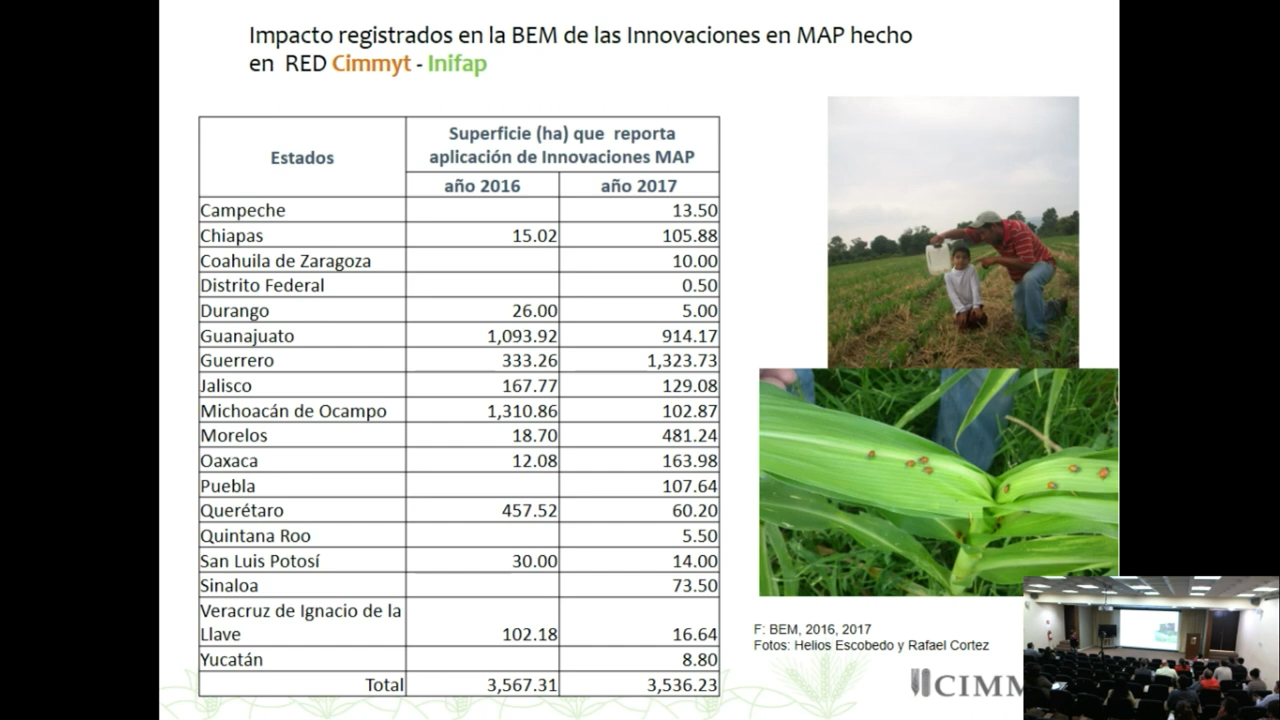 Impacto registrados en la BEM de las Innovaciones en MAP hecho
en RED Cimmyt - Inifap
Estados
Superficie (ha) que reporta
aplicación de Innovaciones MAP
año 2016 año 2017
Campeche 13.50
Chiapas 15.02 105.88
Coahuila de Zaragoza 10.00
Distrito Federal 0.50
Durango 26.00 5.00
Guanajuato 1,093.92 914.17
Guerrero 333.26 1,323.73
Jalisco 167.77 129.08
Michoacán de Ocampo 1,310.86 102.87
Morelos 18.70 481.24
Oaxaca 12.08 163.98
Puebla 107.64
Querétaro 457.52 60.20
Quintana Roo 5.50
San Luis Potosí 30.00 14.00
Sinaloa 73.50
Veracruz de Ignacio de la
Llave 102.18 16.64
Yucatán 8.80
Total 3,567.31 3,536.23
F: BEM, 2016, 2017
Fotos: Helios Escobedo y Rafael Cortez
CIMM